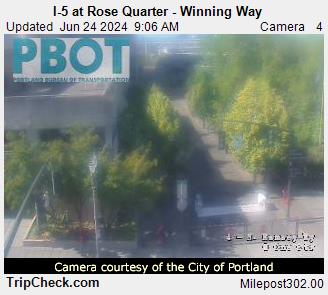 I-5 at Rose Quarter - Winning Way
Updated Jun 24 2024 9:06 AM Camera 4
PBOT
PORTLAND BUREAU OF TRANSPORTATION
Camera courtesy of the City of Portland
TripCheck.com Milepost302.00